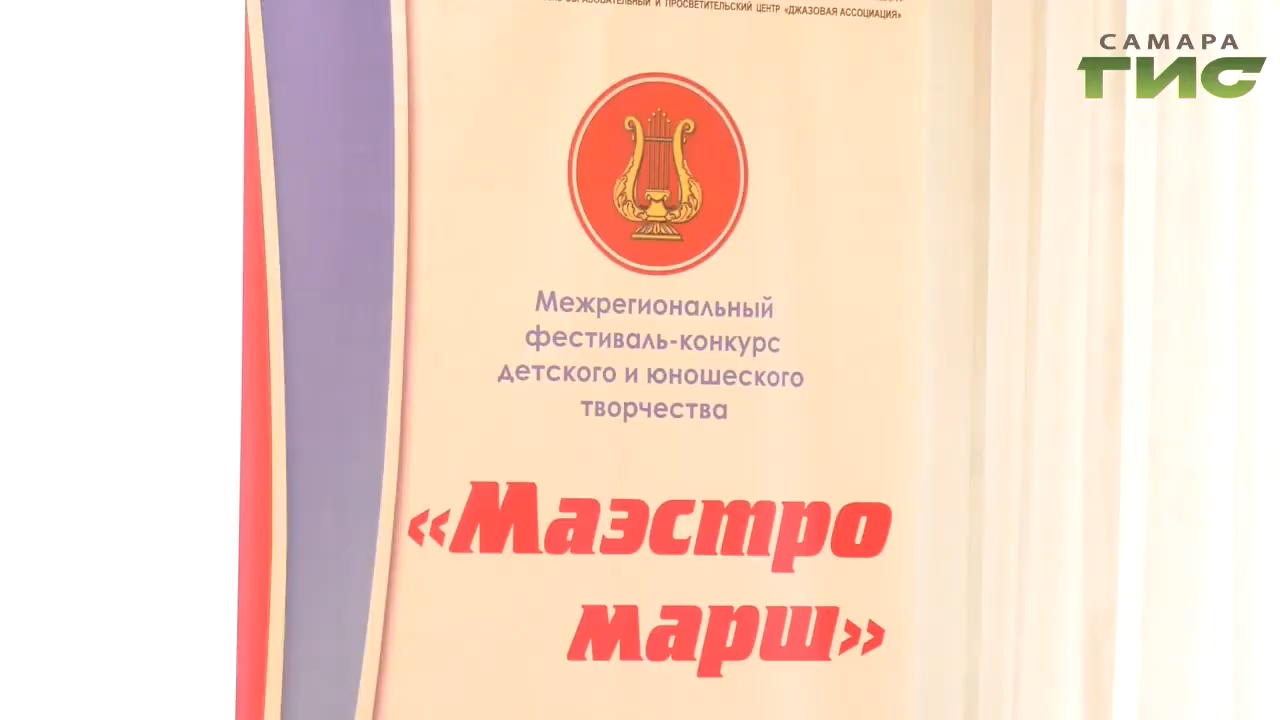 ОБРАЗОВАТЕЛЬНЫЙ И ПРОСВЕТИТЕЛЬСКИЙ ЦЕНТР «ДЖАЗОВАЯ АССОЦИАЦИЯ»
САМАРА
ГИС
Межрегиональный
фестиваль-конкурс
детского и юношеского
творчества
«Маэстро
марш»